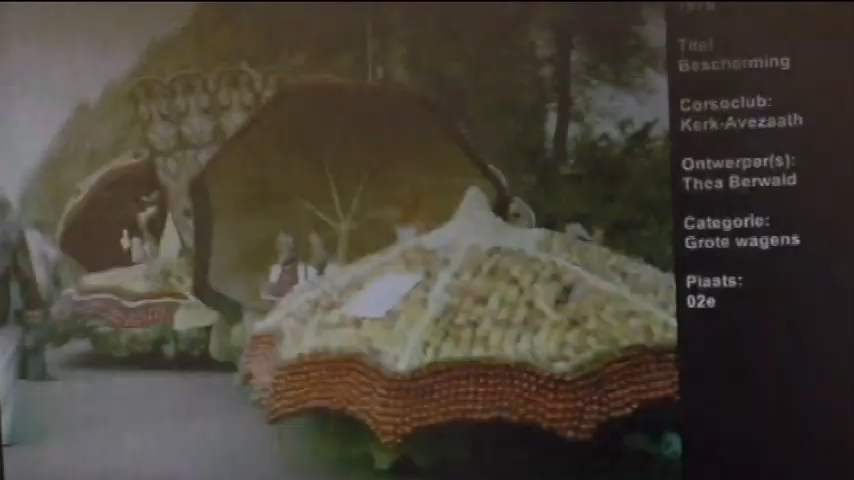 Titel
Bescherming
Corsoclub:
Kerk-Avezaath
Ontwerper(s):
Thea Berwald
Categorie:
Grote wagens
Plaats:
02e